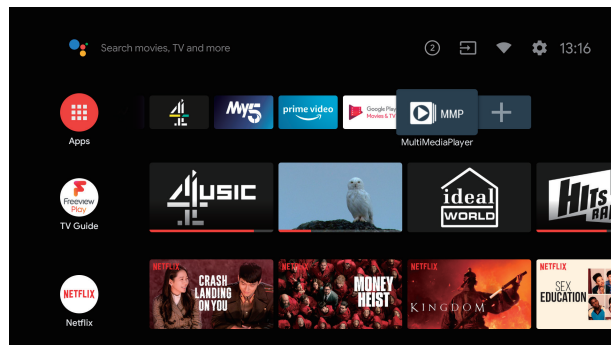 Search movies, TV and more
2
13:16
Apps
4
My5
prime video
Google Play
Movies & TV
MMP
MultiMediaPlayer
Freeview
Play
TV Guide
4Music
ideal
WORLD
HITS
NETFLIX
Netflix
NETFLIX
CRASH
LANDING
ON YOU
NETFLIX
MONEY
HEIST
NETFLIX
KINGDOM
NETFLIX
SEX
EDUCATION